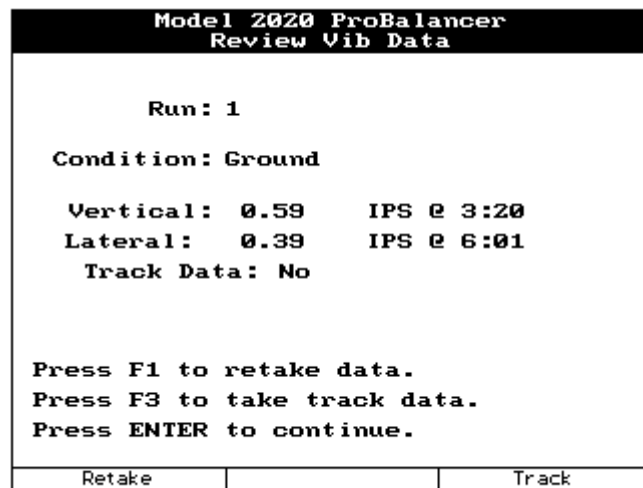 Model 2020 ProBalancer
Review Vib Data
Run: 1
Condition: Ground
Vertical: 0.59 IPS @ 3:20
Lateral: 0.39 IPS @ 6:01
Track Data: No
Press F1 to retake data.
Press F3 to take track data.
Press ENTER to continue.
Retake Track